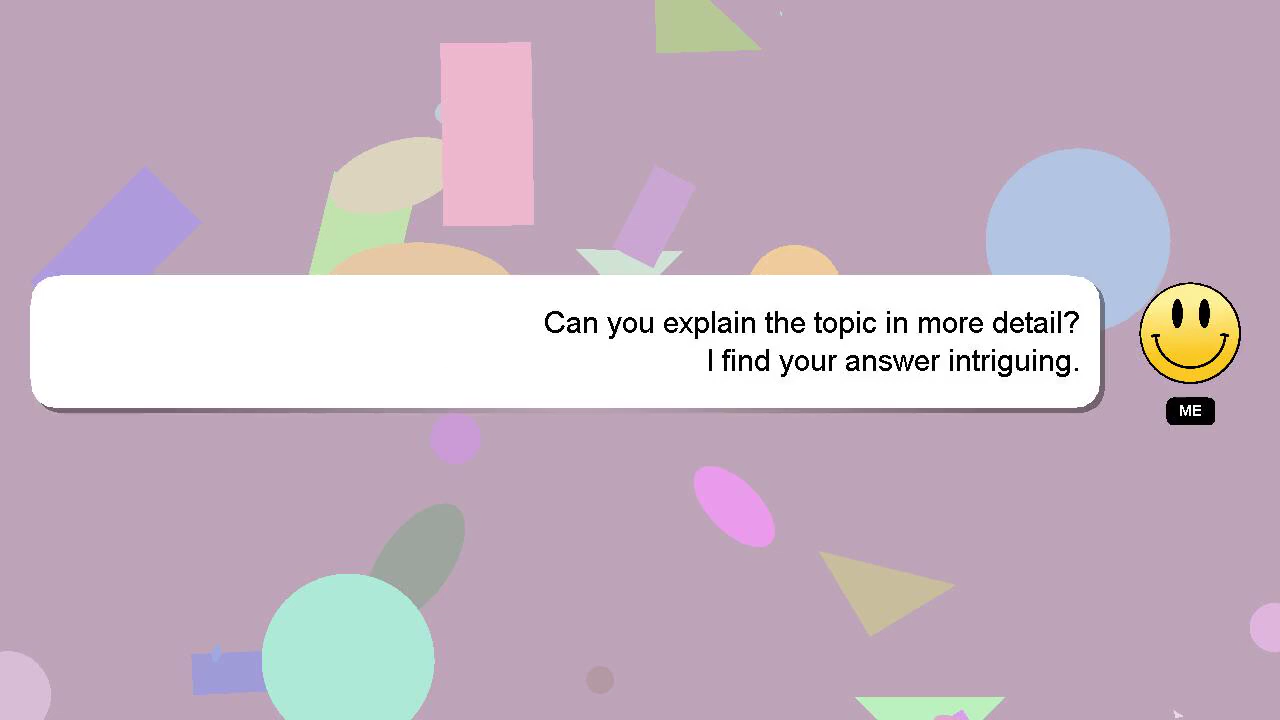 Can you explain the topic in more detail?
I find your answer intriguing.
ME